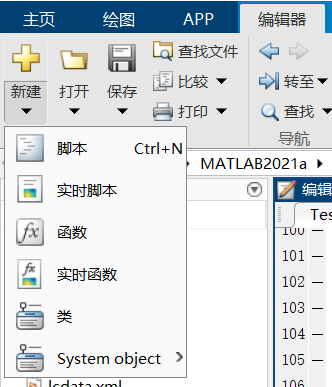 主页 绘图 APP 编辑器
新建 打开 保存 查找文件
比较
打印
转至
查找
导航
MATLAB2021a
脚本 Ctrl+N
实时脚本
函数
实时函数
类
System object
编辑
Tes
100
101
102
103
104
105
106
lcdata.xml